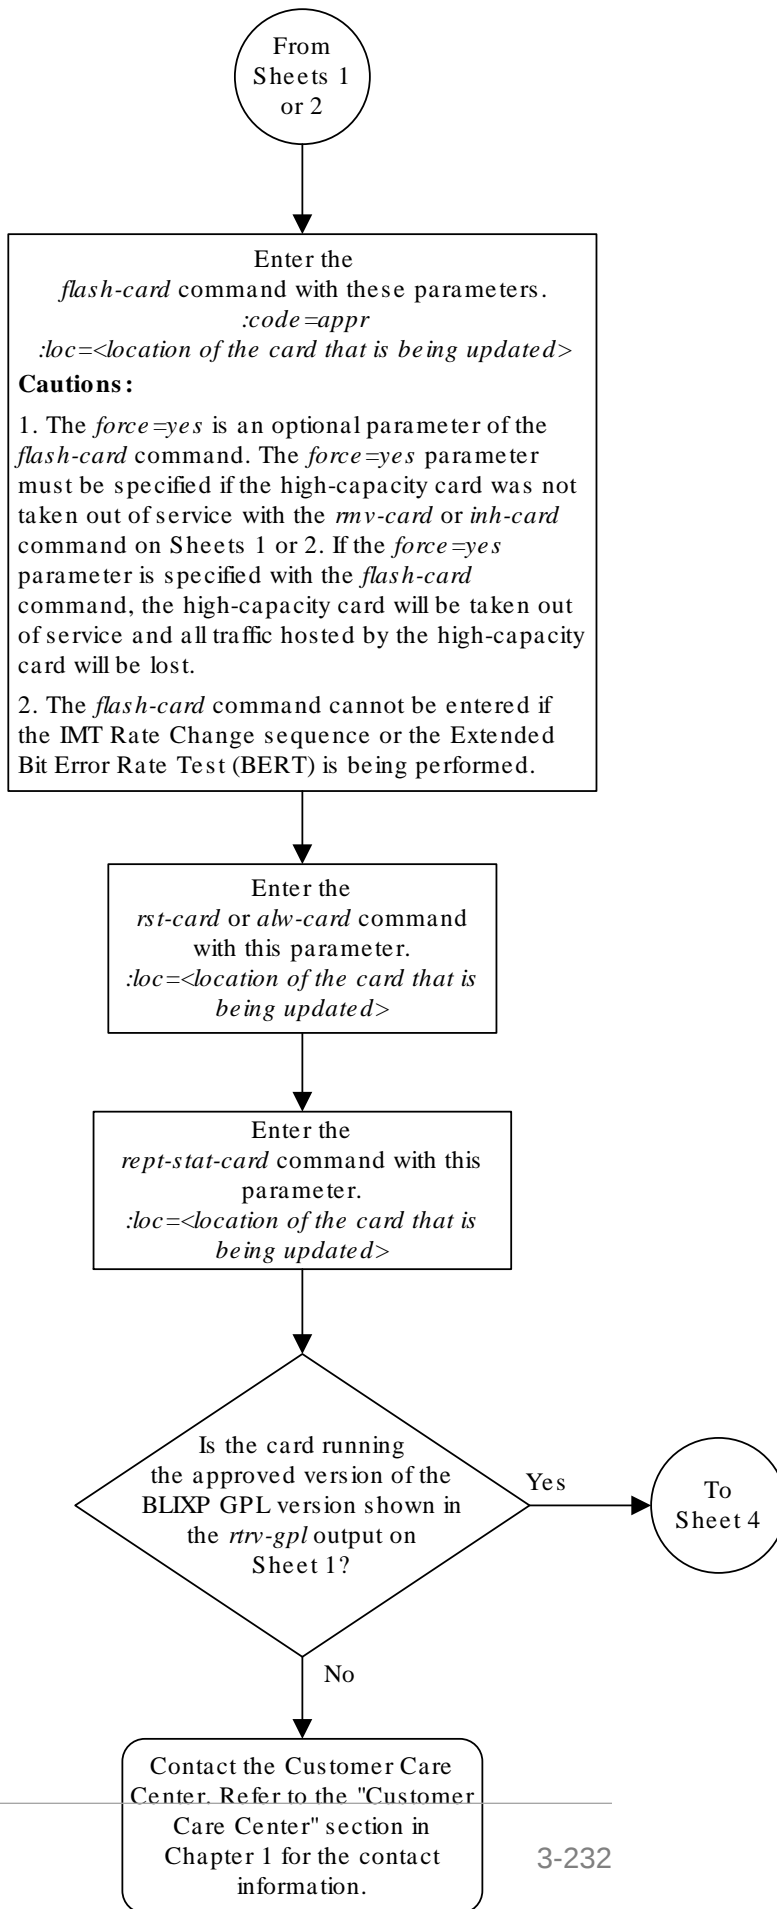 From
Sheets 1
or 2
Enter the
flash-card command with these parameters.
:code=appr
:loc=<location of the card that is being updated>
Cautions:
1. The force=yes is an optional parameter of the
flash-card command. The force=yes parameter
must be specified if the high-capacity card was not
taken out of service with the rmv-card or inh-card
command on Sheets 1 or 2. If the force=yes
parameter is specified with the flash-card
command, the high-capacity card will be taken out
of service and all traffic hosted by the high-capacity
card will be lost.
2. The flash-card command cannot be entered if
the IMT Rate Change sequence or the Extended
Bit Error Rate Test (BERT) is being performed.
Enter the
rst-card or alw-card command
with this parameter.
:loc=<location of the card that is
being updated>
Enter the
rept-stat-card command with this
parameter.
:loc=<location of the card that is
being updated>
Is the card running
the approved version of the
BLIXP GPL version shown in
the rtrv-gpl output on
Sheet 1?
Yes
To
Sheet 4
No
Contact the Customer Care
Center. Refer to the "Customer
Care Center" section in
Chapter 1 for the contact
information.
3-232